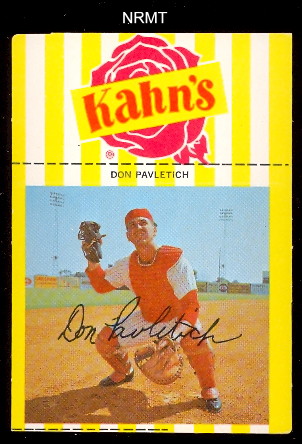 NRMT
Kahn's
®
DON PAVLETICH
Don Pavletich